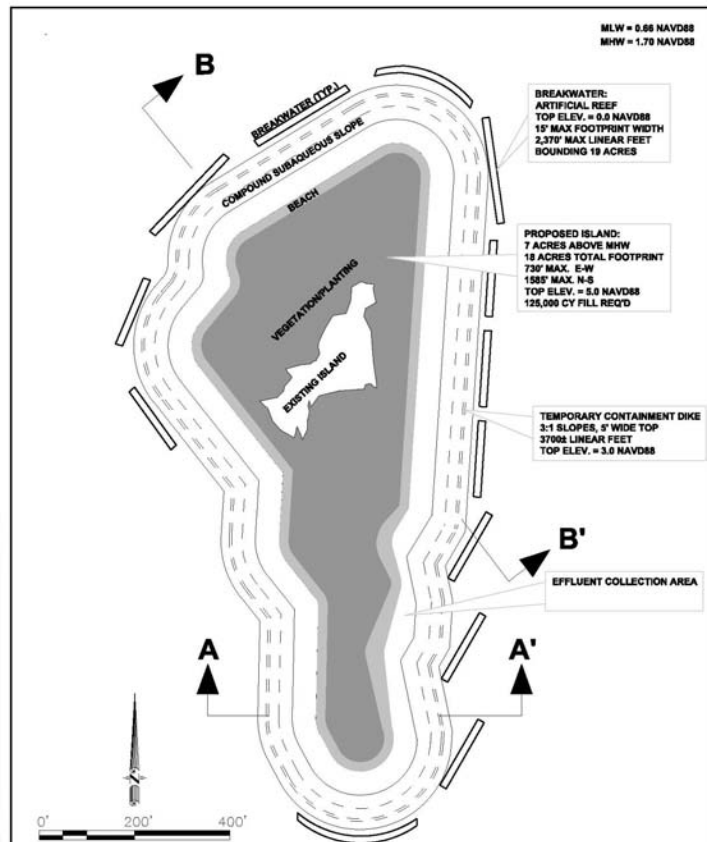 MLW = 0.66 NAVD88
MHW = 1.70 NAVD88
B
BREAKWATER (TYP.)
COMPOUND SUBAQUEOUS SLOPE
BEACH
BREAKWATER:
ARTIFICIAL REEF
TOP ELEV. = 0.0 NAVD88
15' MAX FOOTPRINT WIDTH
2,370' MAX LINEAR FEET
BOUNDING 19 ACRES
PROPOSED ISLAND:
7 ACRES ABOVE MHW
18 ACRES TOTAL FOOTPRINT
730' MAX. E-W
1585' MAX. N-S
TOP ELEV. = 5.0 NAVD88
125,000 CY FILL REQ'D
VEGETATION/PLANTING
EXISTING ISLAND
TEMPORARY CONTAINMENT DIKE
3:1 SLOPES, 5' WIDE TOP
3700± LINEAR FEET
TOP ELEV. = 3.0 NAVD88
B'
EFFLUENT COLLECTION AREA
A
A'
0' 200' 400'